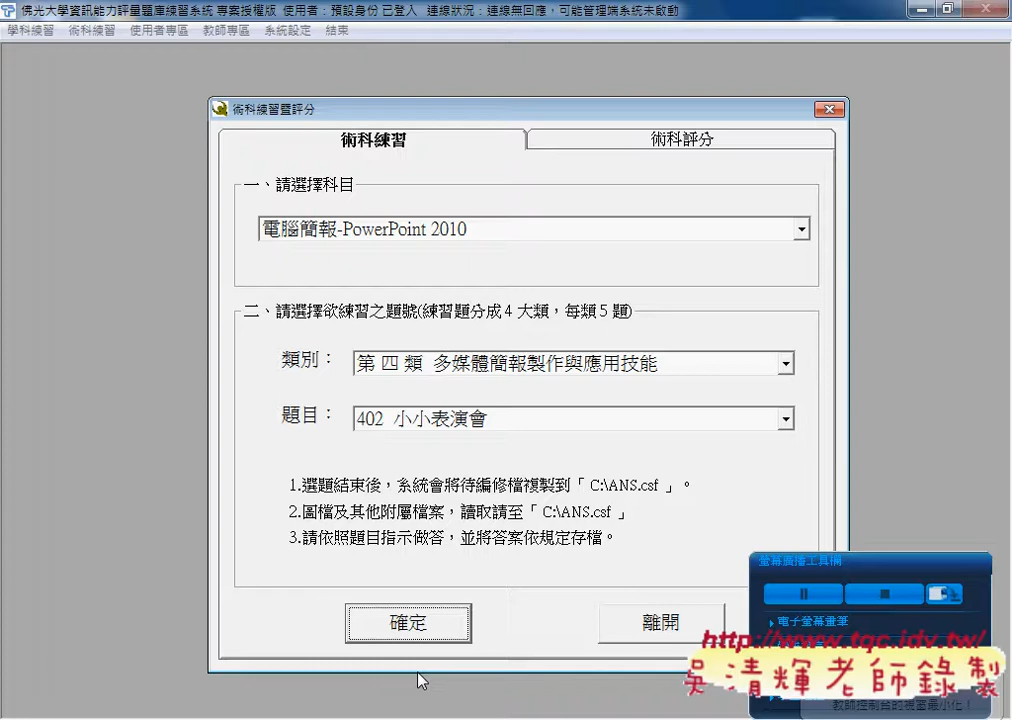 佛光大學資訊能力評量題庫練習系統 專案授權版 使用者：預設身份 已登入 連線狀況：連線無回應，可能管理端系統未啟動
學科練習 術科練習 使用者專區 教師專區 系統設定 結束
術科練習暨評分
術科練習 術科評分
一、請選擇科目
電腦簡報-PowerPoint 2010
二、請選擇欲練習之題號(練習題分成 4 大類，每類 5 題)
類別： 第 四 類 多媒體簡報製作與應用技能
題目： 402 小小表演會
1.選題結束後，系統會將待編修檔複製到「 C:\ANS.csf 」。
2.圖檔及其他附屬檔案，讀取請至「 C:\ANS.csf 」
3.請依照題目指示做答，並將答案依規定存檔。
確定 離開
螢幕廣播工具欄
電子螢幕畫筆
http://www.tqc.idv.tw/
吳清輝老師錄製
教師控制台的視窗最小化！